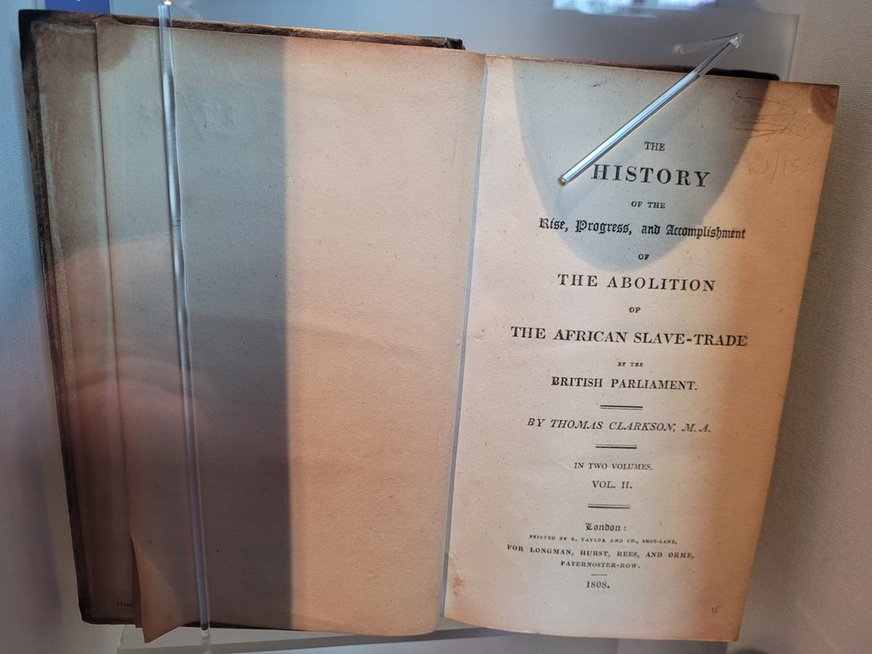 THE
HISTORY
OF THE
Rise, Progress, and Accomplishment
OF
THE ABOLITION
OF
THE AFRICAN SLAVE-TRADE
BY THE
BRITISH PARLIAMENT.
BY THOMAS CLARKSON, M.A.
IN TWO VOLUMES.
VOL. II.
London:
PRINTED BY R. TAYLOR AND CO., SHOE-LANE,
FOR LONGMAN, HURST, REES, AND ORME,
PATERNOSTER-ROW.
1808.